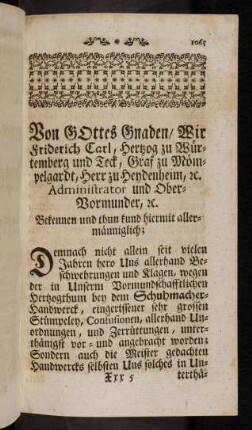 1065
Von GOttes Gnaden/ Wir
Friderich Carl, Hertzog zu Wür-
temberg und Teck, Graf zu Möm-
pelgardt, Herr zu Heydenheim, ꝛc.
Administrator und Ober-
Vormunder, ꝛc.
Bekennen und thun kund hiermit aller-
männiglich;
Demnach nicht allein seit vielen
Jahren hero Uns allerhand Be-
schwehrungen und Klagen, wegen
der in Unserm Vormundschafftlichen
Hertzogthum bey dem Schuhmacher-
Handwerck, eingerissener sehr grossen
Stümpeley, Confusionen, allerhand Un-
ordnungen, und Zerrüttungen, unter-
thänigst vor- und angebracht worden;
Sondern auch die Meister gedachten
Handwercks selbsten Uns solches in Un-
Xxx 5 terthä-